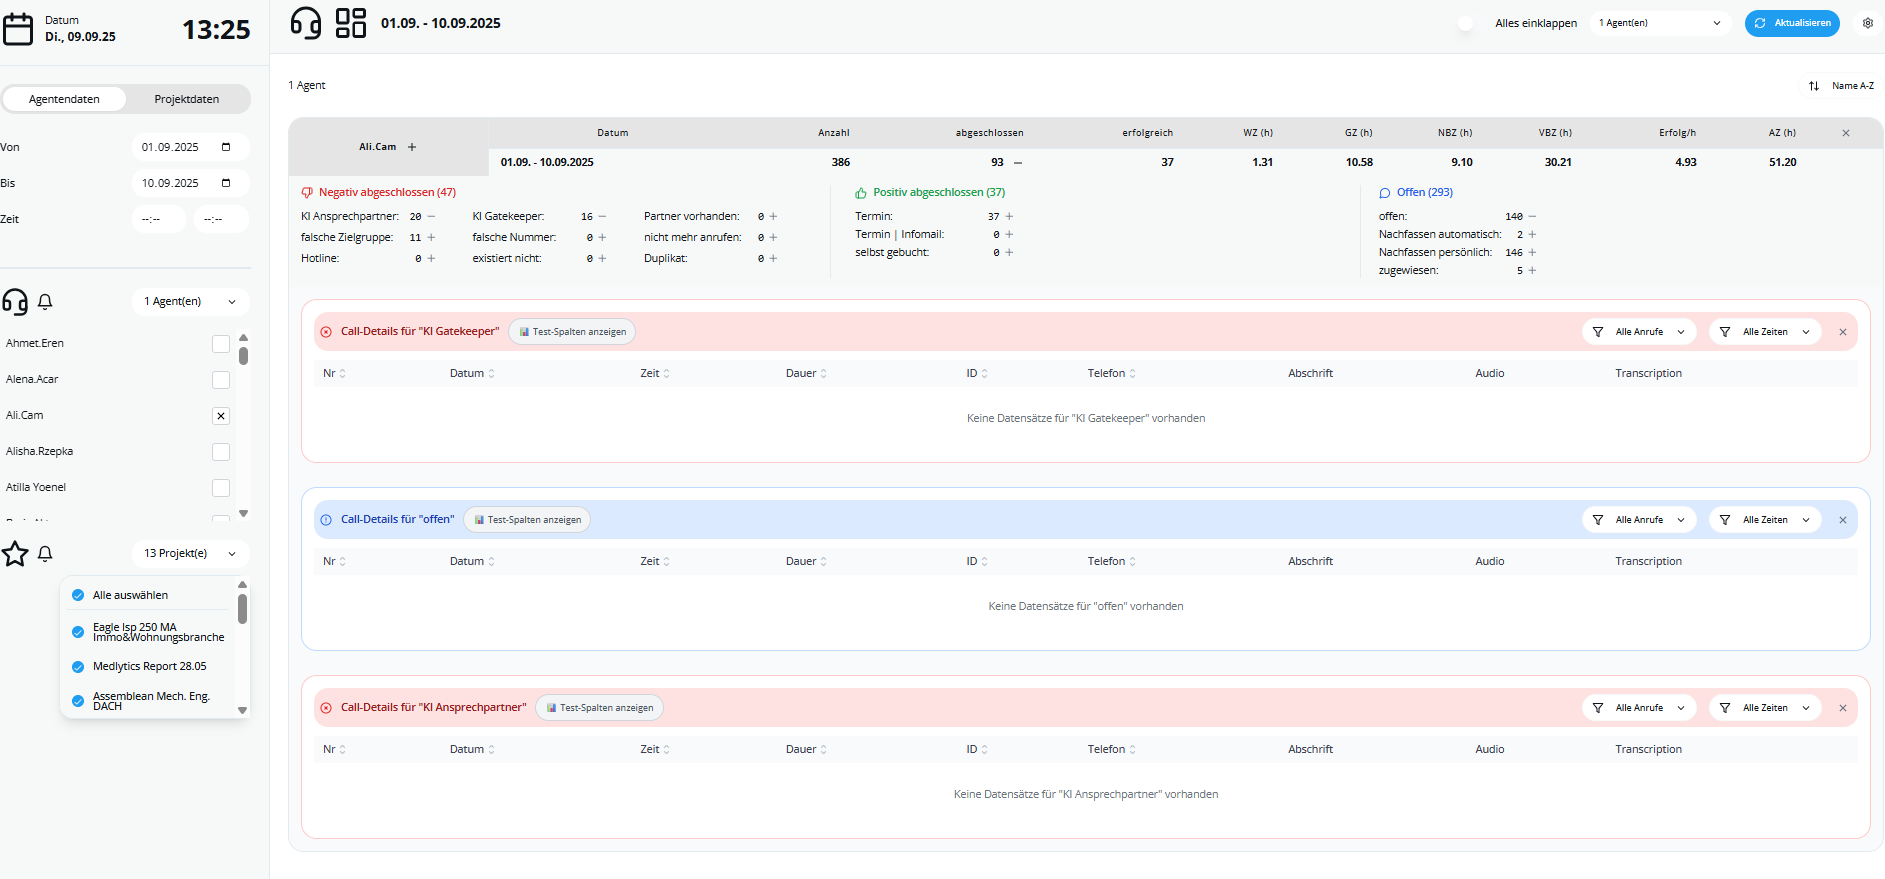 Datum
Di., 09.09.25
13:25
01.09. - 10.09.2025
Alles einklappen
1 Agent(en)
Aktualisieren
Agentendaten
Projektdaten
Von
01.09.2025
Bis
10.09.2025
Zeit
--:--
--:--
1 Agent(en)
Ahmet.Eren
Alena.Acar
Ali.Cam
Alisha.Rzepka
Atilla Yoenel
13 Projekt(e)
Alle auswählen
Eagle lsp 250 MA
Immo&Wohnungsbranche
Medlytics Report 28.05
Assemblean Mech. Eng.
DACH
1 Agent
Name A-Z
Ali.Cam +
Datum Anzahl abgeschlossen erfolgreich WZ (h) GZ (h) NBZ (h) VBZ (h) Erfolg/h AZ (h)
01.09. - 10.09.2025 386 93 – 37 1.31 10.58 9.10 30.21 4.93 51.20
Negativ abgeschlossen (47)
KI Ansprechpartner: 20 – KI Gatekeeper: 16 – Partner vorhanden: 0 +
falsche Zielgruppe: 11 + falsche Nummer: 0 + nicht mehr anrufen: 0 +
Hotline: 0 + existiert nicht: 0 + Duplikat: 0 +
Positiv abgeschlossen (37)
Termin: 37 +
Termin | Infomail: 0 +
selbst gebucht: 0 +
Offen (293)
offen: 140 –
Nachfassen automatisch: 2 +
Nachfassen persönlich: 146 +
zugewiesen: 5 +
Call-Details für "KI Gatekeeper" Test-Spalten anzeigen Alle Anrufe Alle Zeiten
Nr Datum Zeit Dauer ID Telefon Abschrift Audio Transcription
Keine Datensätze für "KI Gatekeeper" vorhanden
Call-Details für "offen" Test-Spalten anzeigen Alle Anrufe Alle Zeiten
Nr Datum Zeit Dauer ID Telefon Abschrift Audio Transcription
Keine Datensätze für "offen" vorhanden
Call-Details für "KI Ansprechpartner" Test-Spalten anzeigen Alle Anrufe Alle Zeiten
Nr Datum Zeit Dauer ID Telefon Abschrift Audio Transcription
Keine Datensätze für "KI Ansprechpartner" vorhanden